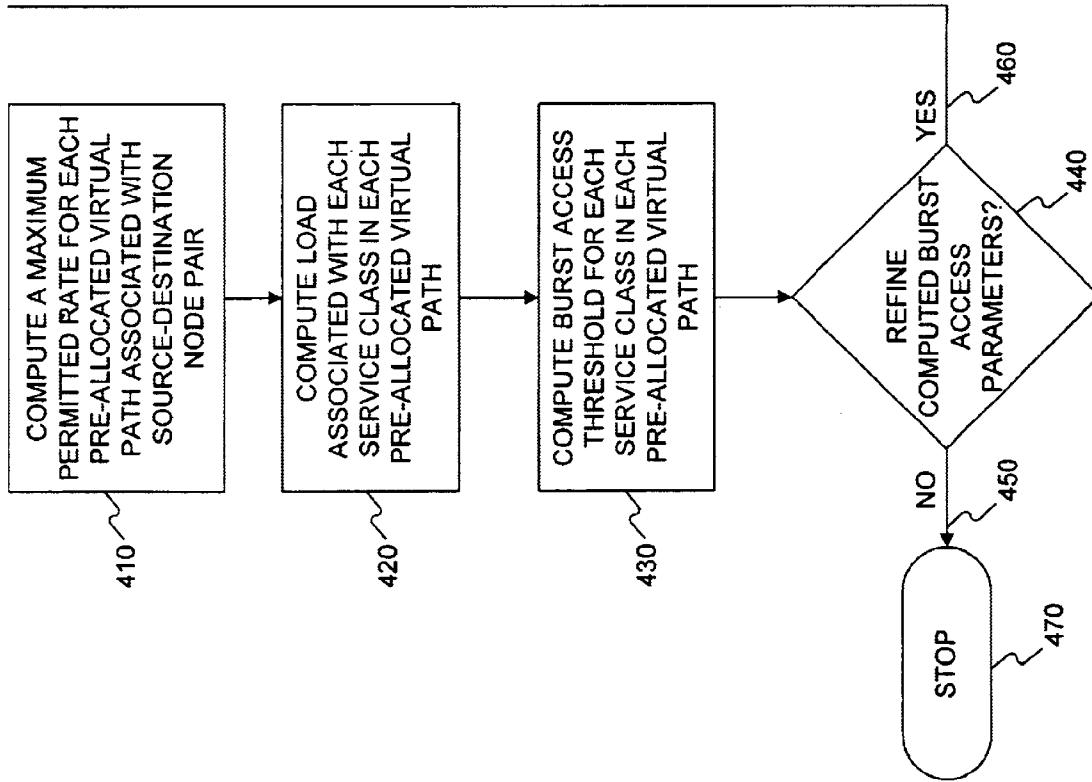 COMPUTE A MAXIMUM
PERMITTED RATE FOR EACH
PRE-ALLOCATED VIRTUAL
PATH ASSOCIATED WITH
SOURCE-DESTINATION
NODE PAIR
410
COMPUTE LOAD
ASSOCIATED WITH EACH
SERVICE CLASS IN EACH
PRE-ALLOCATED VIRTUAL
PATH
420
COMPUTE BURST ACCESS
THRESHOLD FOR EACH
SERVICE CLASS IN EACH
PRE-ALLOCATED VIRTUAL
PATH
430
REFINE
COMPUTED BURST
ACCESS
PARAMETERS?
440
YES
460
NO
450
STOP
470